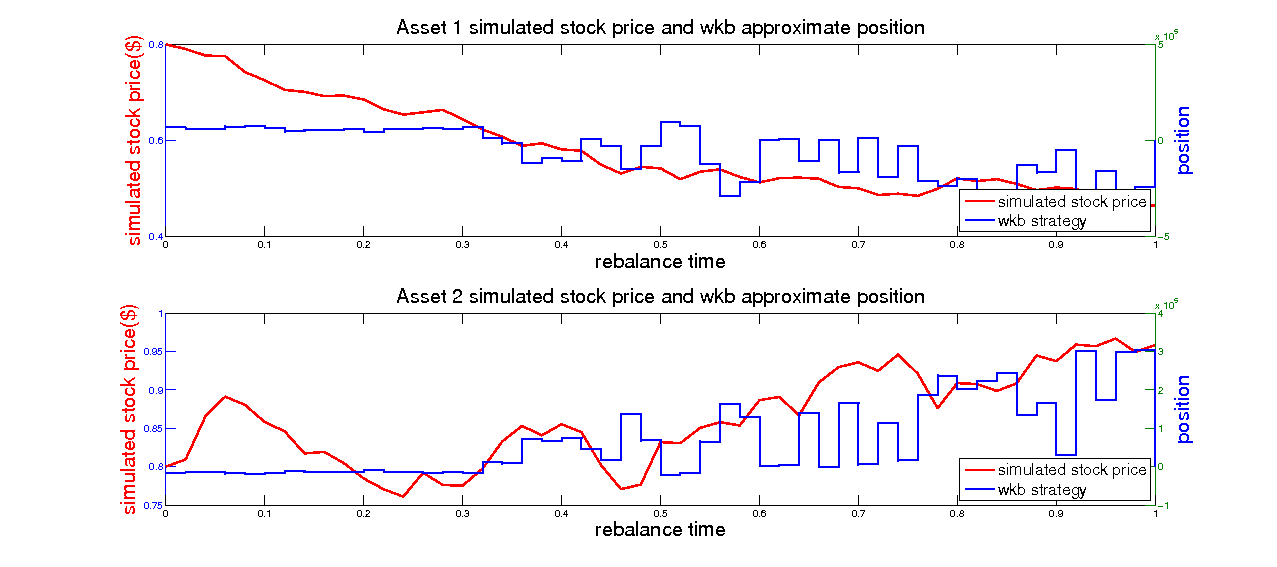 Asset 1 simulated stock price and wkb approximate position
x 10^5
simulated stock price($)
0.8
0.6
0.4
5
0
-5
position
0 0.1 0.2 0.3 0.4 0.5 0.6 0.7 0.8 0.9 1
rebalance time
simulated stock price
wkb strategy
Asset 2 simulated stock price and wkb approximate position
x 10^5
simulated stock price($)
1
0.95
0.9
0.85
0.8
0.75
4
3
2
1
0
-1
position
0 0.1 0.2 0.3 0.4 0.5 0.6 0.7 0.8 0.9 1
rebalance time
simulated stock price
wkb strategy